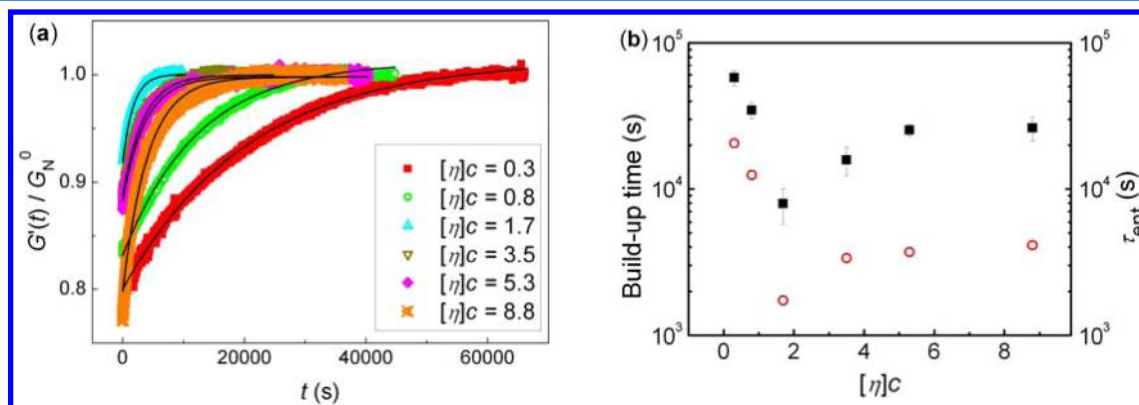 (a)
1.0
0.9
0.8
G'(t) / G_N^0
[η]c = 0.3
[η]c = 0.8
[η]c = 1.7
[η]c = 3.5
[η]c = 5.3
[η]c = 8.8
0 20000 40000 60000
t (s)
(b)
10^5 10^5
10^4 10^4
10^3 10^3
Build-up time (s)
τ_ent (s)
0 2 4 6 8
[η]c